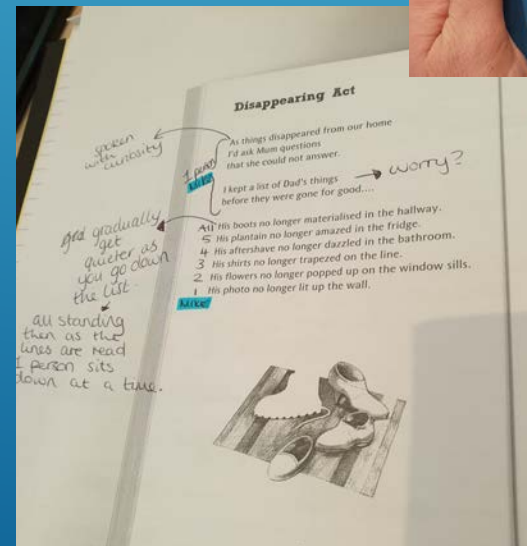 Disappearing Act
spoken
with
curiosity
As things disappeared from our home
I'd ask Mum questions
that she could not answer.
1 person
Mike
I kept a list of Dad's things
before they were gone for good....
→ worry?
and gradually
get
quieter as
you go down
the list.
All His boots no longer materialised in the hallway.
5 His plantain no longer amazed in the fridge.
4 His aftershave no longer dazzled in the bathroom.
3 His shirts no longer trapezed on the line.
2 His flowers no longer popped up on the window sills.
1 His photo no longer lit up the wall.
Mike
all standing
then as the
lines are read
1 person sits
down at a time.